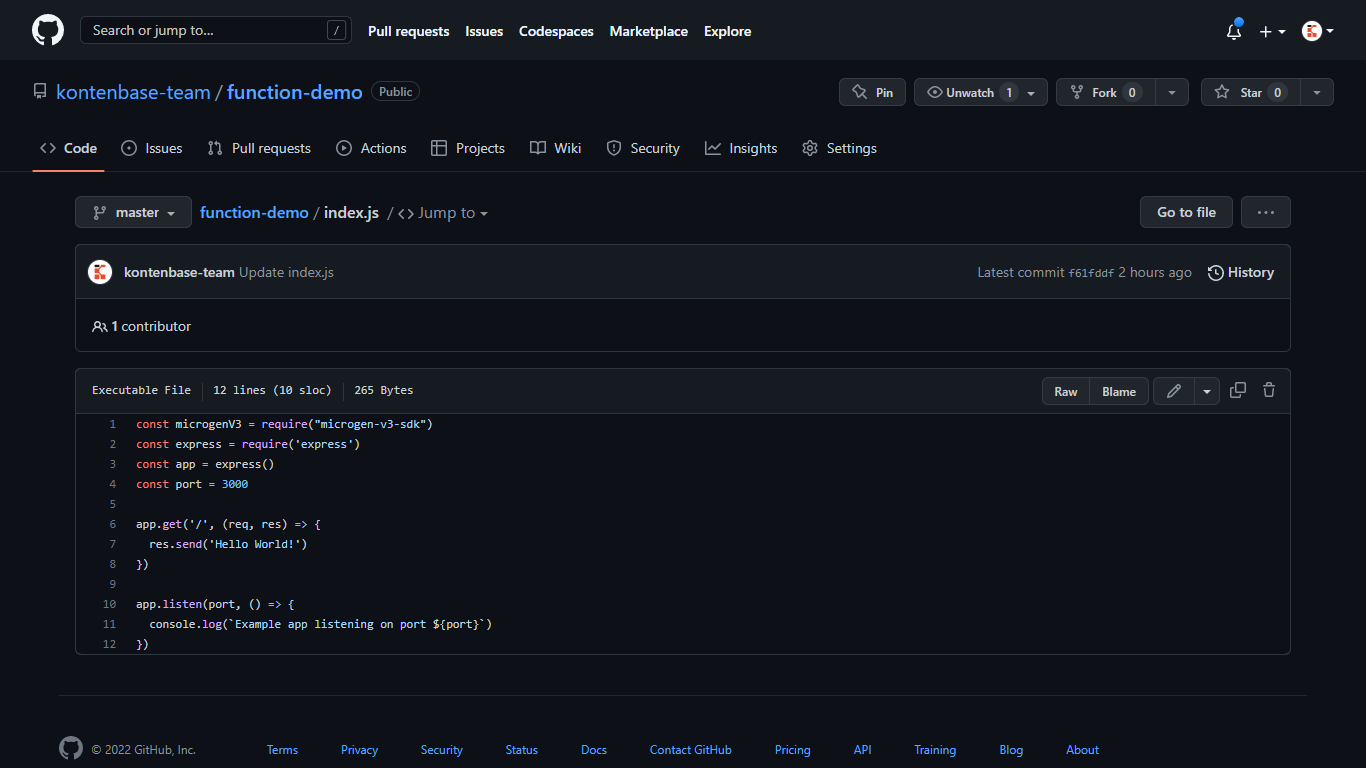 Search or jump to... /
Pull requests Issues Codespaces Marketplace Explore
kontenbase-team / function-demo Public
Pin Unwatch 1 Fork 0 Star 0
Code Issues Pull requests Actions Projects Wiki Security Insights Settings
master function-demo / index.js / <> Jump to Go to file ...
kontenbase-team Update index.js Latest commit f61fddf 2 hours ago History
1 contributor
Executable File 12 lines (10 sloc) 265 Bytes Raw Blame
1 const microgenV3 = require("microgen-v3-sdk")
2 const express = require('express')
3 const app = express()
4 const port = 3000
5
6 app.get('/', (req, res) => {
7   res.send('Hello World!')
8 })
9
10 app.listen(port, () => {
11   console.log(`Example app listening on port ${port}`)
12 })
© 2022 GitHub, Inc. Terms Privacy Security Status Docs Contact GitHub Pricing API Training Blog About